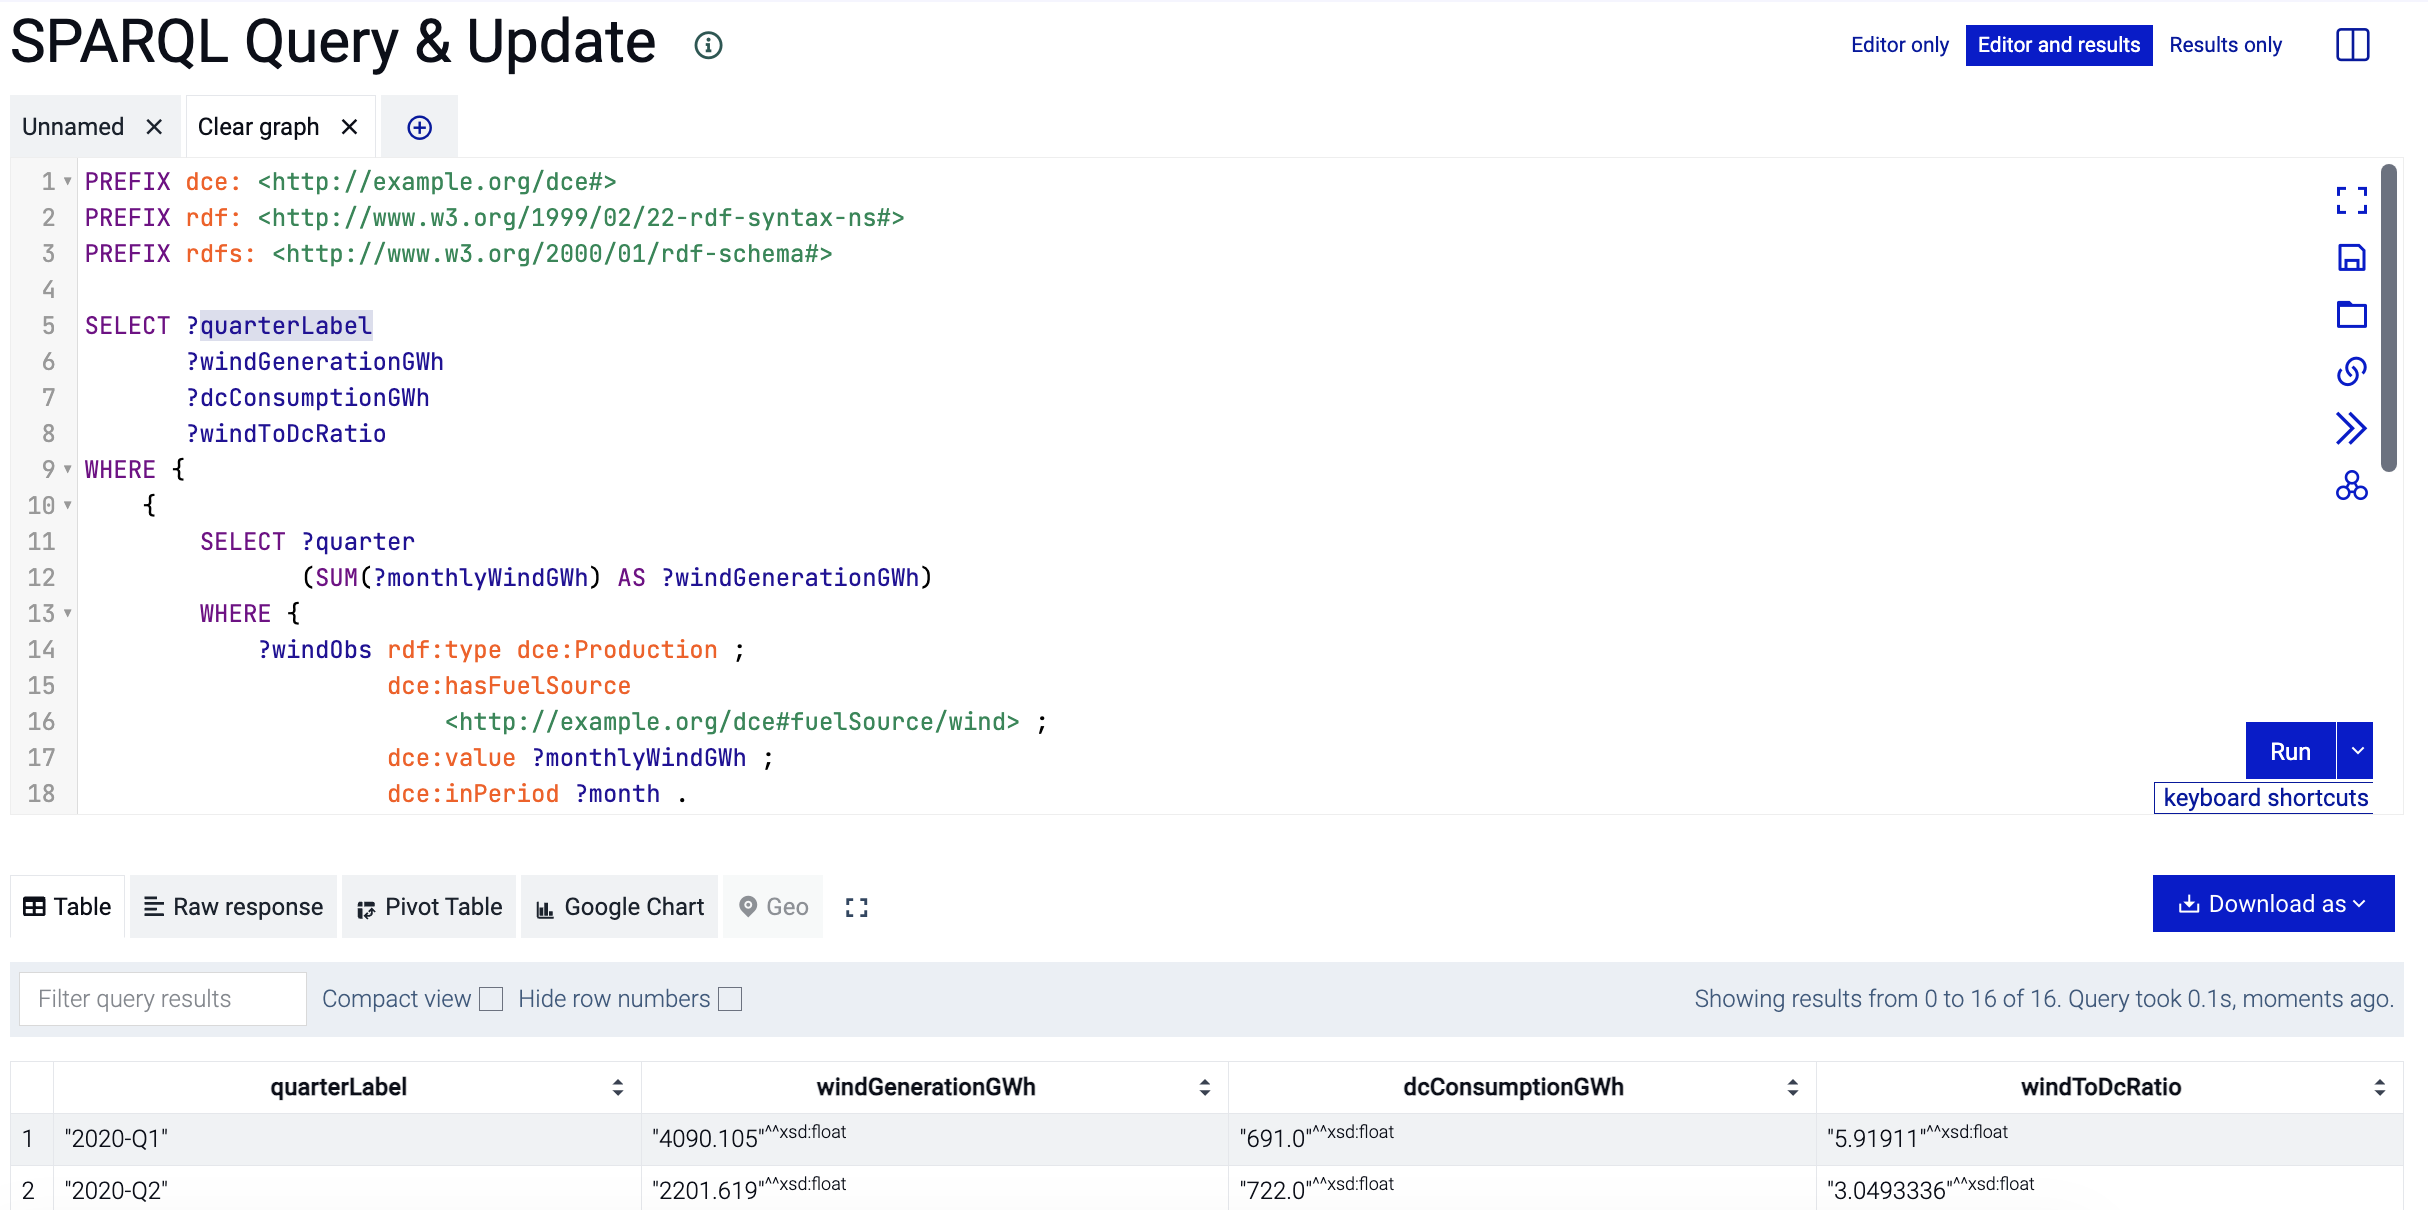 SPARQL Query & Update
Editor only Editor and results Results only
Unnamed Clear graph
1 PREFIX dce: <http://example.org/dce#>
2 PREFIX rdf: <http://www.w3.org/1999/02/22-rdf-syntax-ns#>
3 PREFIX rdfs: <http://www.w3.org/2000/01/rdf-schema#>
4
5 SELECT ?quarterLabel
6 ?windGenerationGWh
7 ?dcConsumptionGWh
8 ?windToDcRatio
9 WHERE {
10 {
11 SELECT ?quarter
12 (SUM(?monthlyWindGWh) AS ?windGenerationGWh)
13 WHERE {
14 ?windObs rdf:type dce:Production ;
15 dce:hasFuelSource
16 <http://example.org/dce#fuelSource/wind> ;
17 dce:value ?monthlyWindGWh ;
18 dce:inPeriod ?month .
Run
keyboard shortcuts
Table Raw response Pivot Table Google Chart Geo Download as
Filter query results Compact view Hide row numbers Showing results from 0 to 16 of 16. Query took 0.1s, moments ago.
quarterLabel windGenerationGWh dcConsumptionGWh windToDcRatio
1 "2020-Q1" "4090.105"^^xsd:float "691.0"^^xsd:float "5.91911"^^xsd:float
2 "2020-Q2" "2201.619"^^xsd:float "722.0"^^xsd:float "3.0493336"^^xsd:float